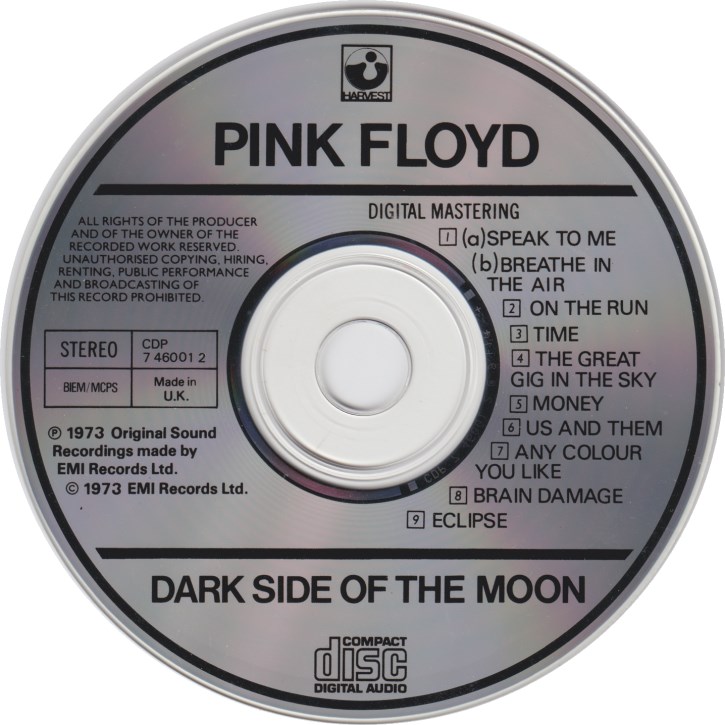 HARVEST
PINK FLOYD
DIGITAL MASTERING
1 (a) SPEAK TO ME
(b) BREATHE IN
THE AIR
2 ON THE RUN
3 TIME
4 THE GREAT
GIG IN THE SKY
5 MONEY
6 US AND THEM
7 ANY COLOUR
YOU LIKE
8 BRAIN DAMAGE
9 ECLIPSE
ALL RIGHTS OF THE PRODUCER
AND OF THE OWNER OF THE
RECORDED WORK RESERVED.
UNAUTHORISED COPYING, HIRING,
RENTING, PUBLIC PERFORMANCE
AND BROADCASTING OF
THIS RECORD PROHIBITED.
STEREO
CDP
7 46001 2
BIEM/MCPS
Made in
U.K.
℗ 1973 Original Sound
Recordings made by
EMI Records Ltd.
© 1973 EMI Records Ltd.
DARK SIDE OF THE MOON
COMPACT
disc
DIGITAL AUDIO